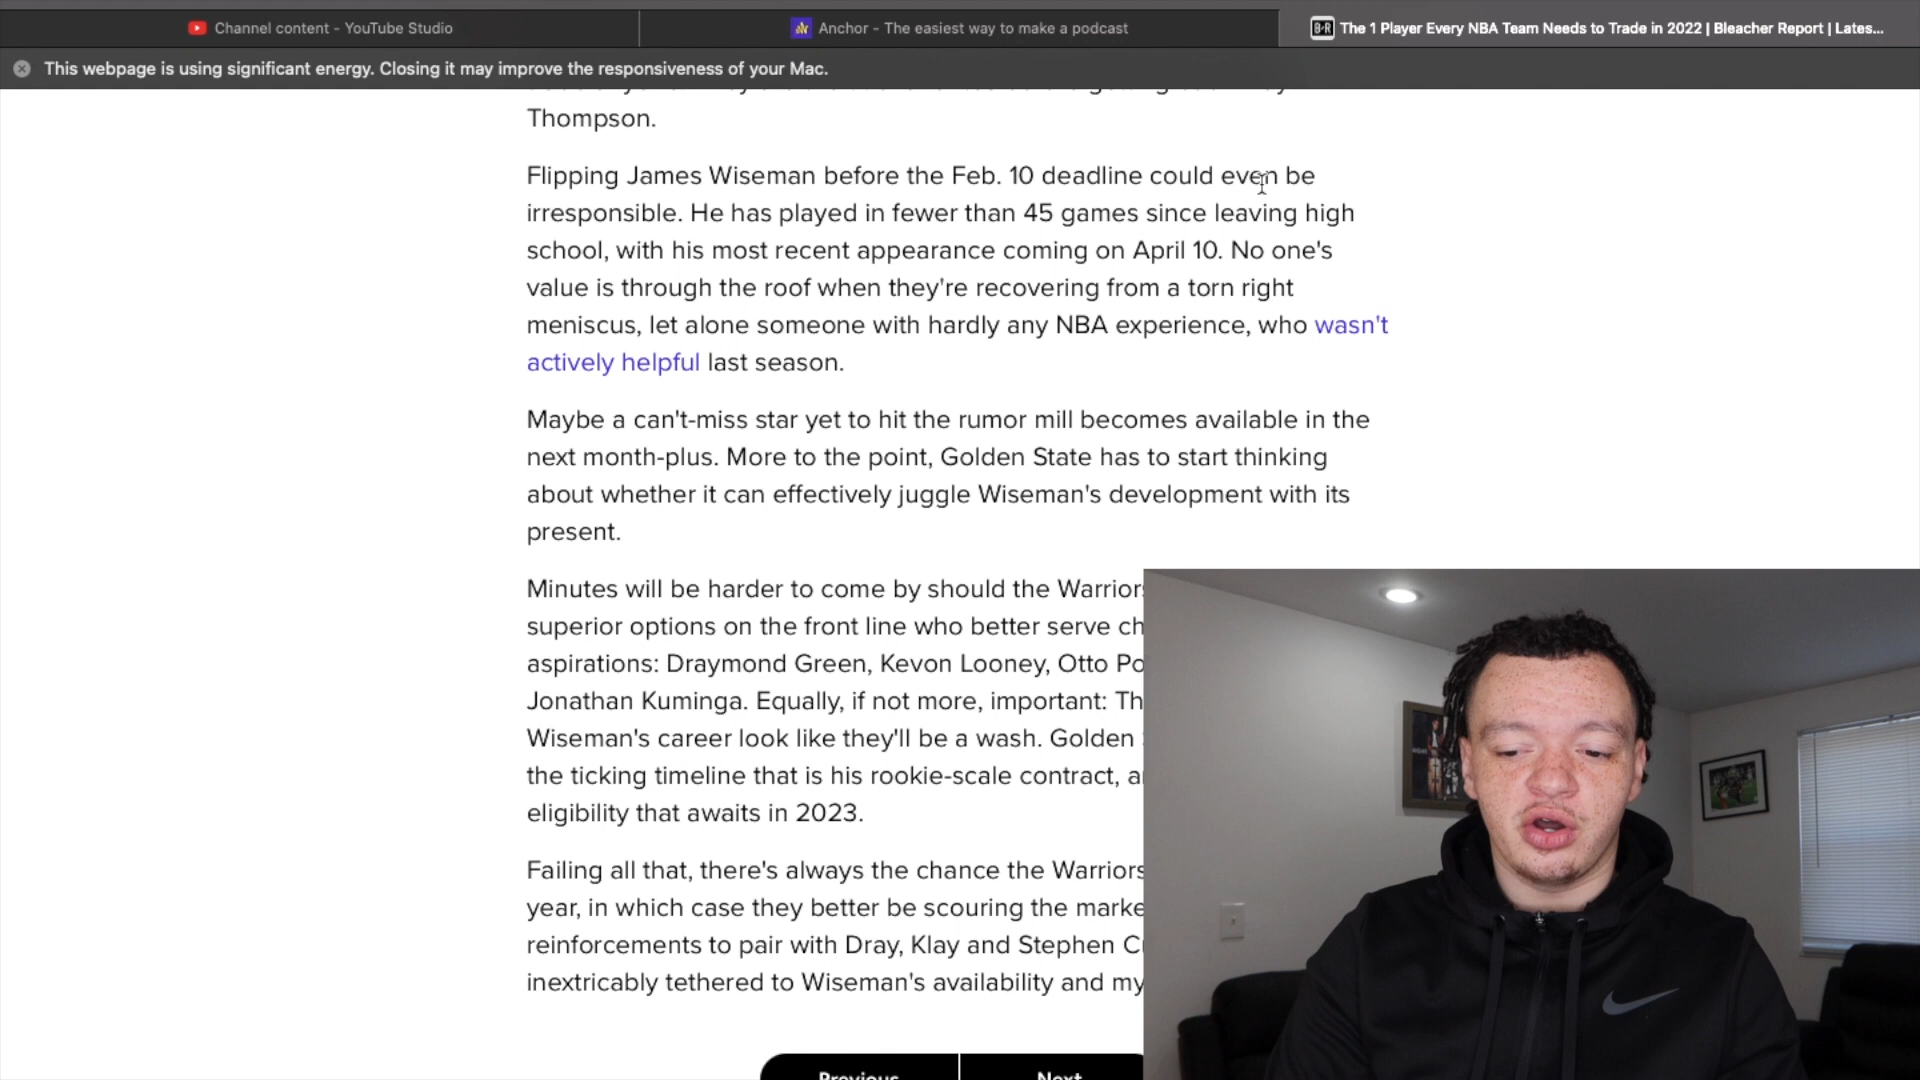 Channel content - YouTube Studio
Anchor - The easiest way to make a podcast
B-R The 1 Player Every NBA Team Needs to Trade in 2022 | Bleacher Report | Lates...
This webpage is using significant energy. Closing it may improve the responsiveness of your Mac.
Thompson.
Flipping James Wiseman before the Feb. 10 deadline could even be
irresponsible. He has played in fewer than 45 games since leaving high
school, with his most recent appearance coming on April 10. No one's
value is through the roof when they're recovering from a torn right
meniscus, let alone someone with hardly any NBA experience, who wasn't
actively helpful last season.
Maybe a can't-miss star yet to hit the rumor mill becomes available in the
next month-plus. More to the point, Golden State has to start thinking
about whether it can effectively juggle Wiseman's development with its
present.
Minutes will be harder to come by should the Warriors
superior options on the front line who better serve ch
aspirations: Draymond Green, Kevon Looney, Otto Po
Jonathan Kuminga. Equally, if not more, important: Th
Wiseman's career look like they'll be a wash. Golden
the ticking timeline that is his rookie-scale contract, a
eligibility that awaits in 2023.
Failing all that, there's always the chance the Warriors
year, in which case they better be scouring the marke
reinforcements to pair with Dray, Klay and Stephen C
inextricably tethered to Wiseman's availability and my
Previous
Next